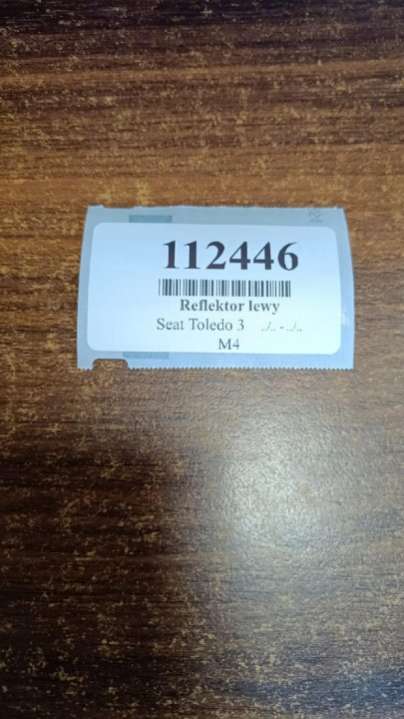 112446
Reflektor lewy
Seat Toledo 3 ../.. - ../..
M4